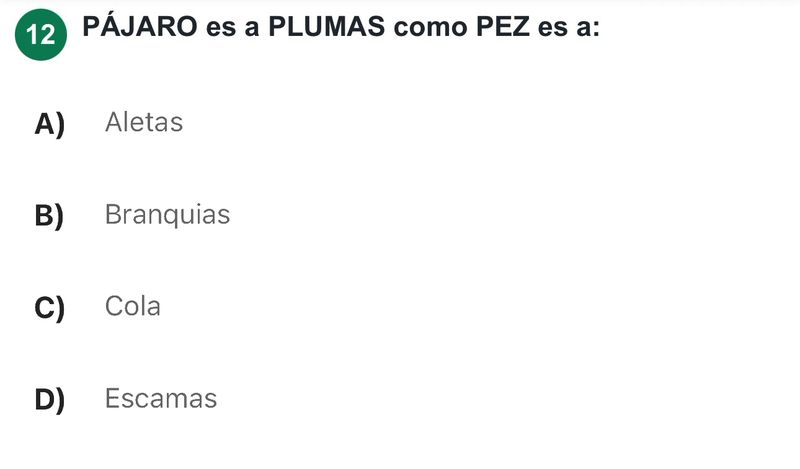 12 PÁJARO es a PLUMAS como PEZ es a:
A) Aletas
B) Branquias
C) Cola
D) Escamas